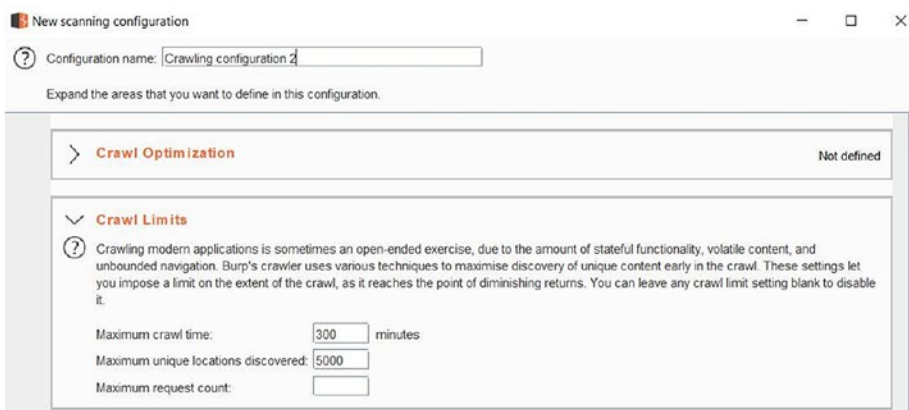 New scanning configuration
Configuration name: Crawling configuration 2
Expand the areas that you want to define in this configuration.
Crawl Optimization Not defined
Crawl Limits
Crawling modern applications is sometimes an open-ended exercise, due to the amount of stateful functionality, volatile content, and
unbounded navigation. Burp's crawler uses various techniques to maximise discovery of unique content early in the crawl. These settings let
you impose a limit on the extent of the crawl, as it reaches the point of diminishing returns. You can leave any crawl limit setting blank to disable
it.
Maximum crawl time: 300 minutes
Maximum unique locations discovered: 5000
Maximum request count: